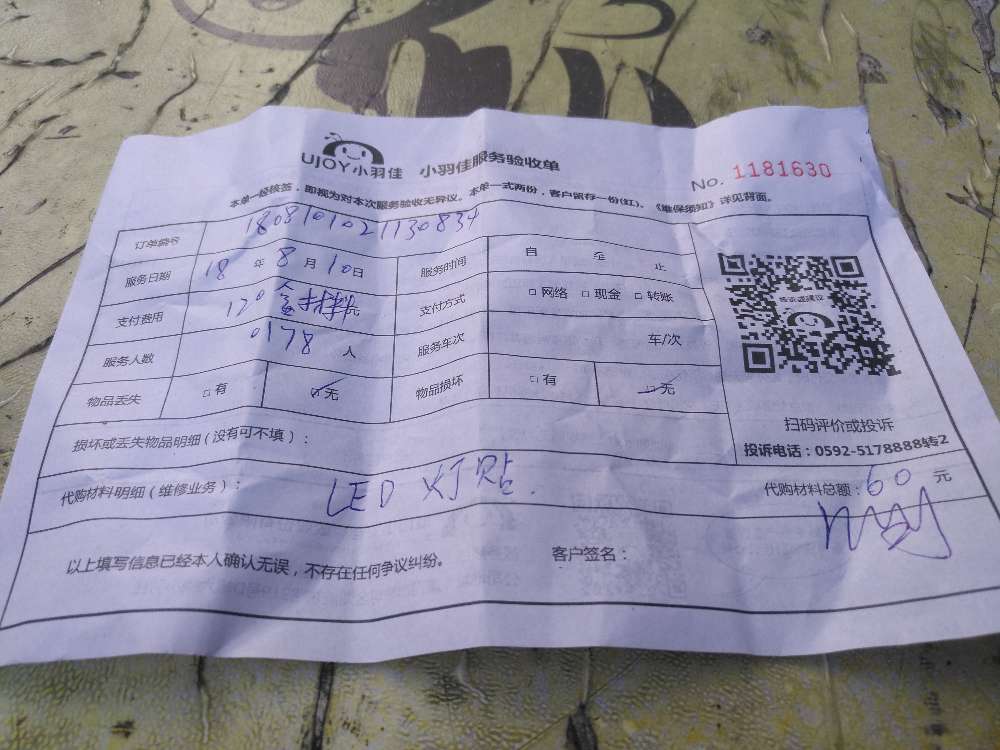 UJOY小羽佳 小羽佳服务验收单 No. 1181630
本单一经核签，即视为对本次服务验收无异议。本单一式两份，客户留存一份(红)。《维保须知》详见背面。
订单编号 1808101021130834
服务日期 18 年 8 月 10 日 服务时间 自 至 止
支付费用 120 含材料 元 支付方式 □ 网络 □ 现金 □ 转账
服务人数 0178 人 服务车次 车/次
物品丢失 □ 有 ☑ 无 物品损坏 □ 有 ☑ 无
投诉或建议
扫码评价或投诉
投诉电话：0592-5178888转2
损坏或丢失物品明细（没有可不填）：
代购材料明细（维修业务）： LED 灯贴. 代购材料总额：60 元
以上填写信息已经本人确认无误，不存在任何争议纠纷。 客户签名：